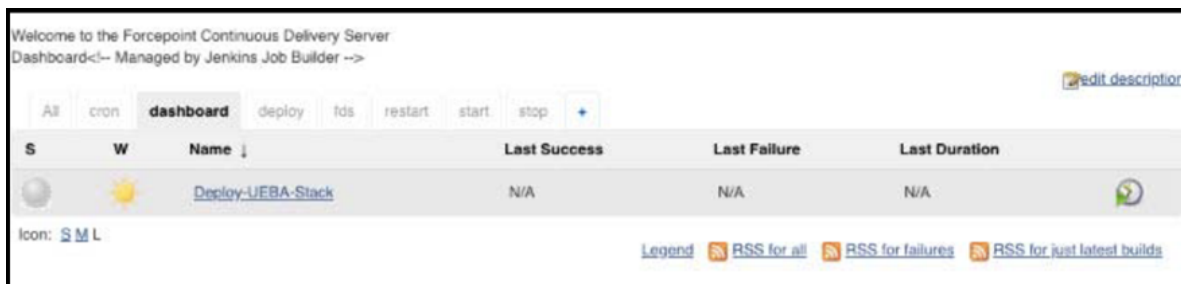 Welcome to the Forcepoint Continuous Delivery Server
Dashboard<!-- Managed by Jenkins Job Builder -->
edit description
All cron dashboard deploy fds restart start stop +
S W Name ↓ Last Success Last Failure Last Duration
Deploy-UEBA-Stack N/A N/A N/A
Icon: S M L
Legend RSS for all RSS for failures RSS for just latest builds